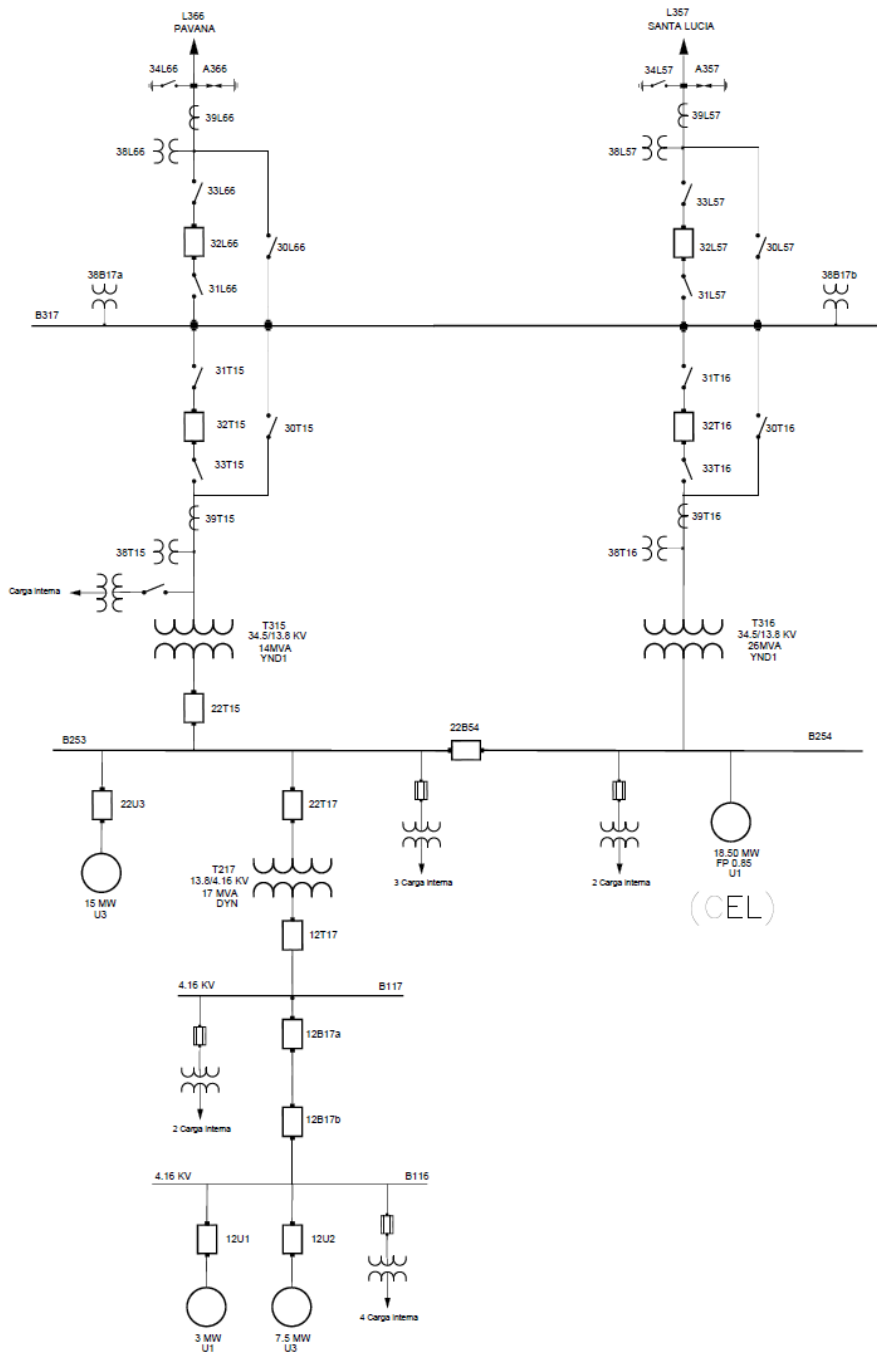 L366
PAVANA
L357
SANTA LUCIA
34L66
A366
34L57
A357
39L66
39L57
38L66
38L57
33L66
33L57
32L66
30L66
32L57
30L57
38B17a
31L66
31L57
38B17b
B317
31T15
31T16
32T15
30T15
32T16
30T16
33T15
33T16
39T15
39T16
38T15
38T16
Carga Interna
T315
34.5/13.8 KV
14MVA
YND1
T316
34.5/13.8 KV
26MVA
YND1
22T15
22B54
B253
B254
22U3
22T17
T217
13.8/4.16 KV
17 MVA
DYN
15 MW
U3
3 Carga Interna
2 Carga Interna
18.50 MW
FP 0.85
U1
(CEL)
12T17
4.16 KV
B117
12B17a
2 Carga Interna
12B17b
4.16 KV
B116
12U1
12U2
4 Carga Interna
3 MW
U1
7.5 MW
U3